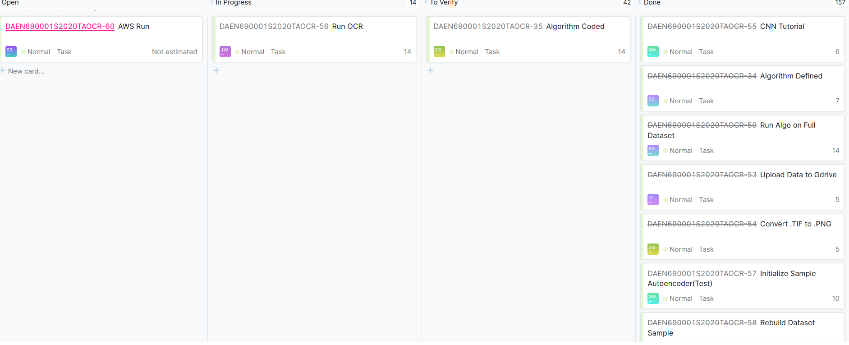 Open
In Progress 14
To Verify 42
Done 157
DAEN690001S2020TAOCR-60 AWS Run
Normal Task Not estimated
New card...
DAEN690001S2020TAOCR-56 Run OCR
Normal Task 14
DAEN690001S2020TAOCR-35 Algorithm Coded
Normal Task 14
DAEN690001S2020TAOCR-55 CNN Tutorial
Normal Task 6
DAEN690001S2020TAOCR-34 Algorithm Defined
Normal Task 7
DAEN690001S2020TAOCR-59 Run Algo on Full
Dataset
Normal Task 14
DAEN690001S2020TAOCR-53 Upload Data to Gdrive
Normal Task 5
DAEN690001S2020TAOCR-54 Convert .TIF to .PNG
Normal Task 5
DAEN690001S2020TAOCR-57 Initialize Sample
Autoencoder(Test)
Normal Task 10
DAEN690001S2020TAOCR-58 Rebuild Dataset
Sample